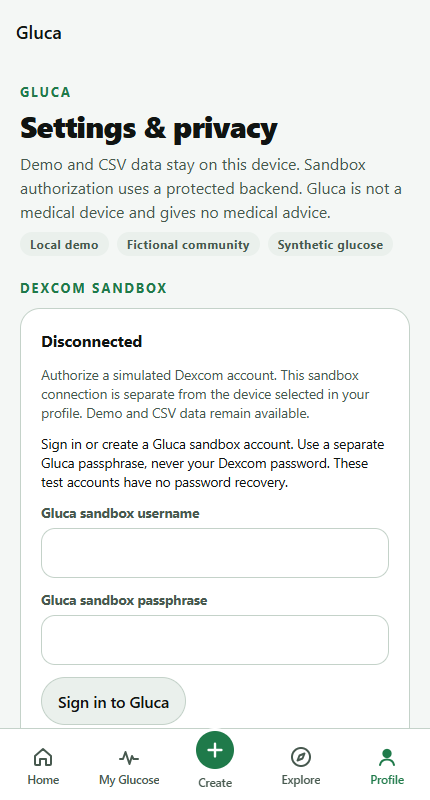 Gluca
GLUCA
Settings & privacy
Demo and CSV data stay on this device. Sandbox
authorization uses a protected backend. Gluca is not a
medical device and gives no medical advice.
Local demo
Fictional community
Synthetic glucose
DEXCOM SANDBOX
Disconnected
Authorize a simulated Dexcom account. This sandbox
connection is separate from the device selected in your
profile. Demo and CSV data remain available.
Sign in or create a Gluca sandbox account. Use a separate
Gluca passphrase, never your Dexcom password. These
test accounts have no password recovery.
Gluca sandbox username
Gluca sandbox passphrase
Sign in to Gluca
Home
My Glucose
Create
Explore
Profile